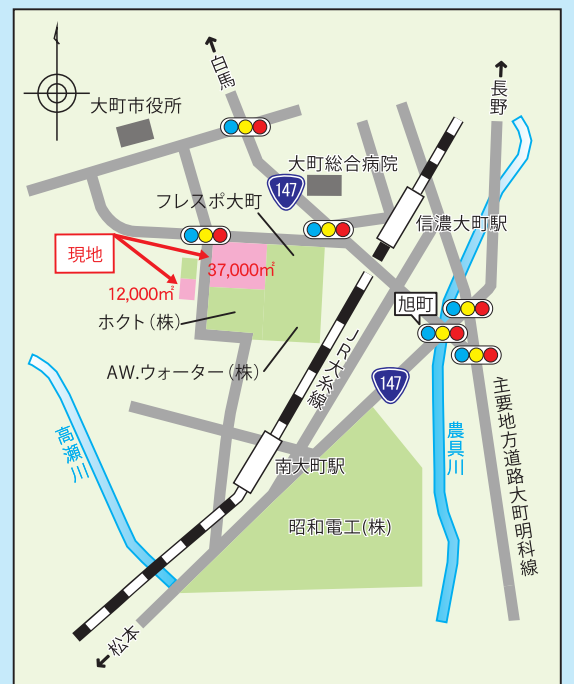 白馬
長野
大町市役所
147
大町総合病院
フレスポ大町
信濃大町駅
現地
37,000㎡
12,000㎡
旭町
ホクト（株）
JR大糸線
AW.ウォーター（株）
147
主要地方道路大町明科線
高瀬川
農具川
南大町駅
昭和電工(株)
松本